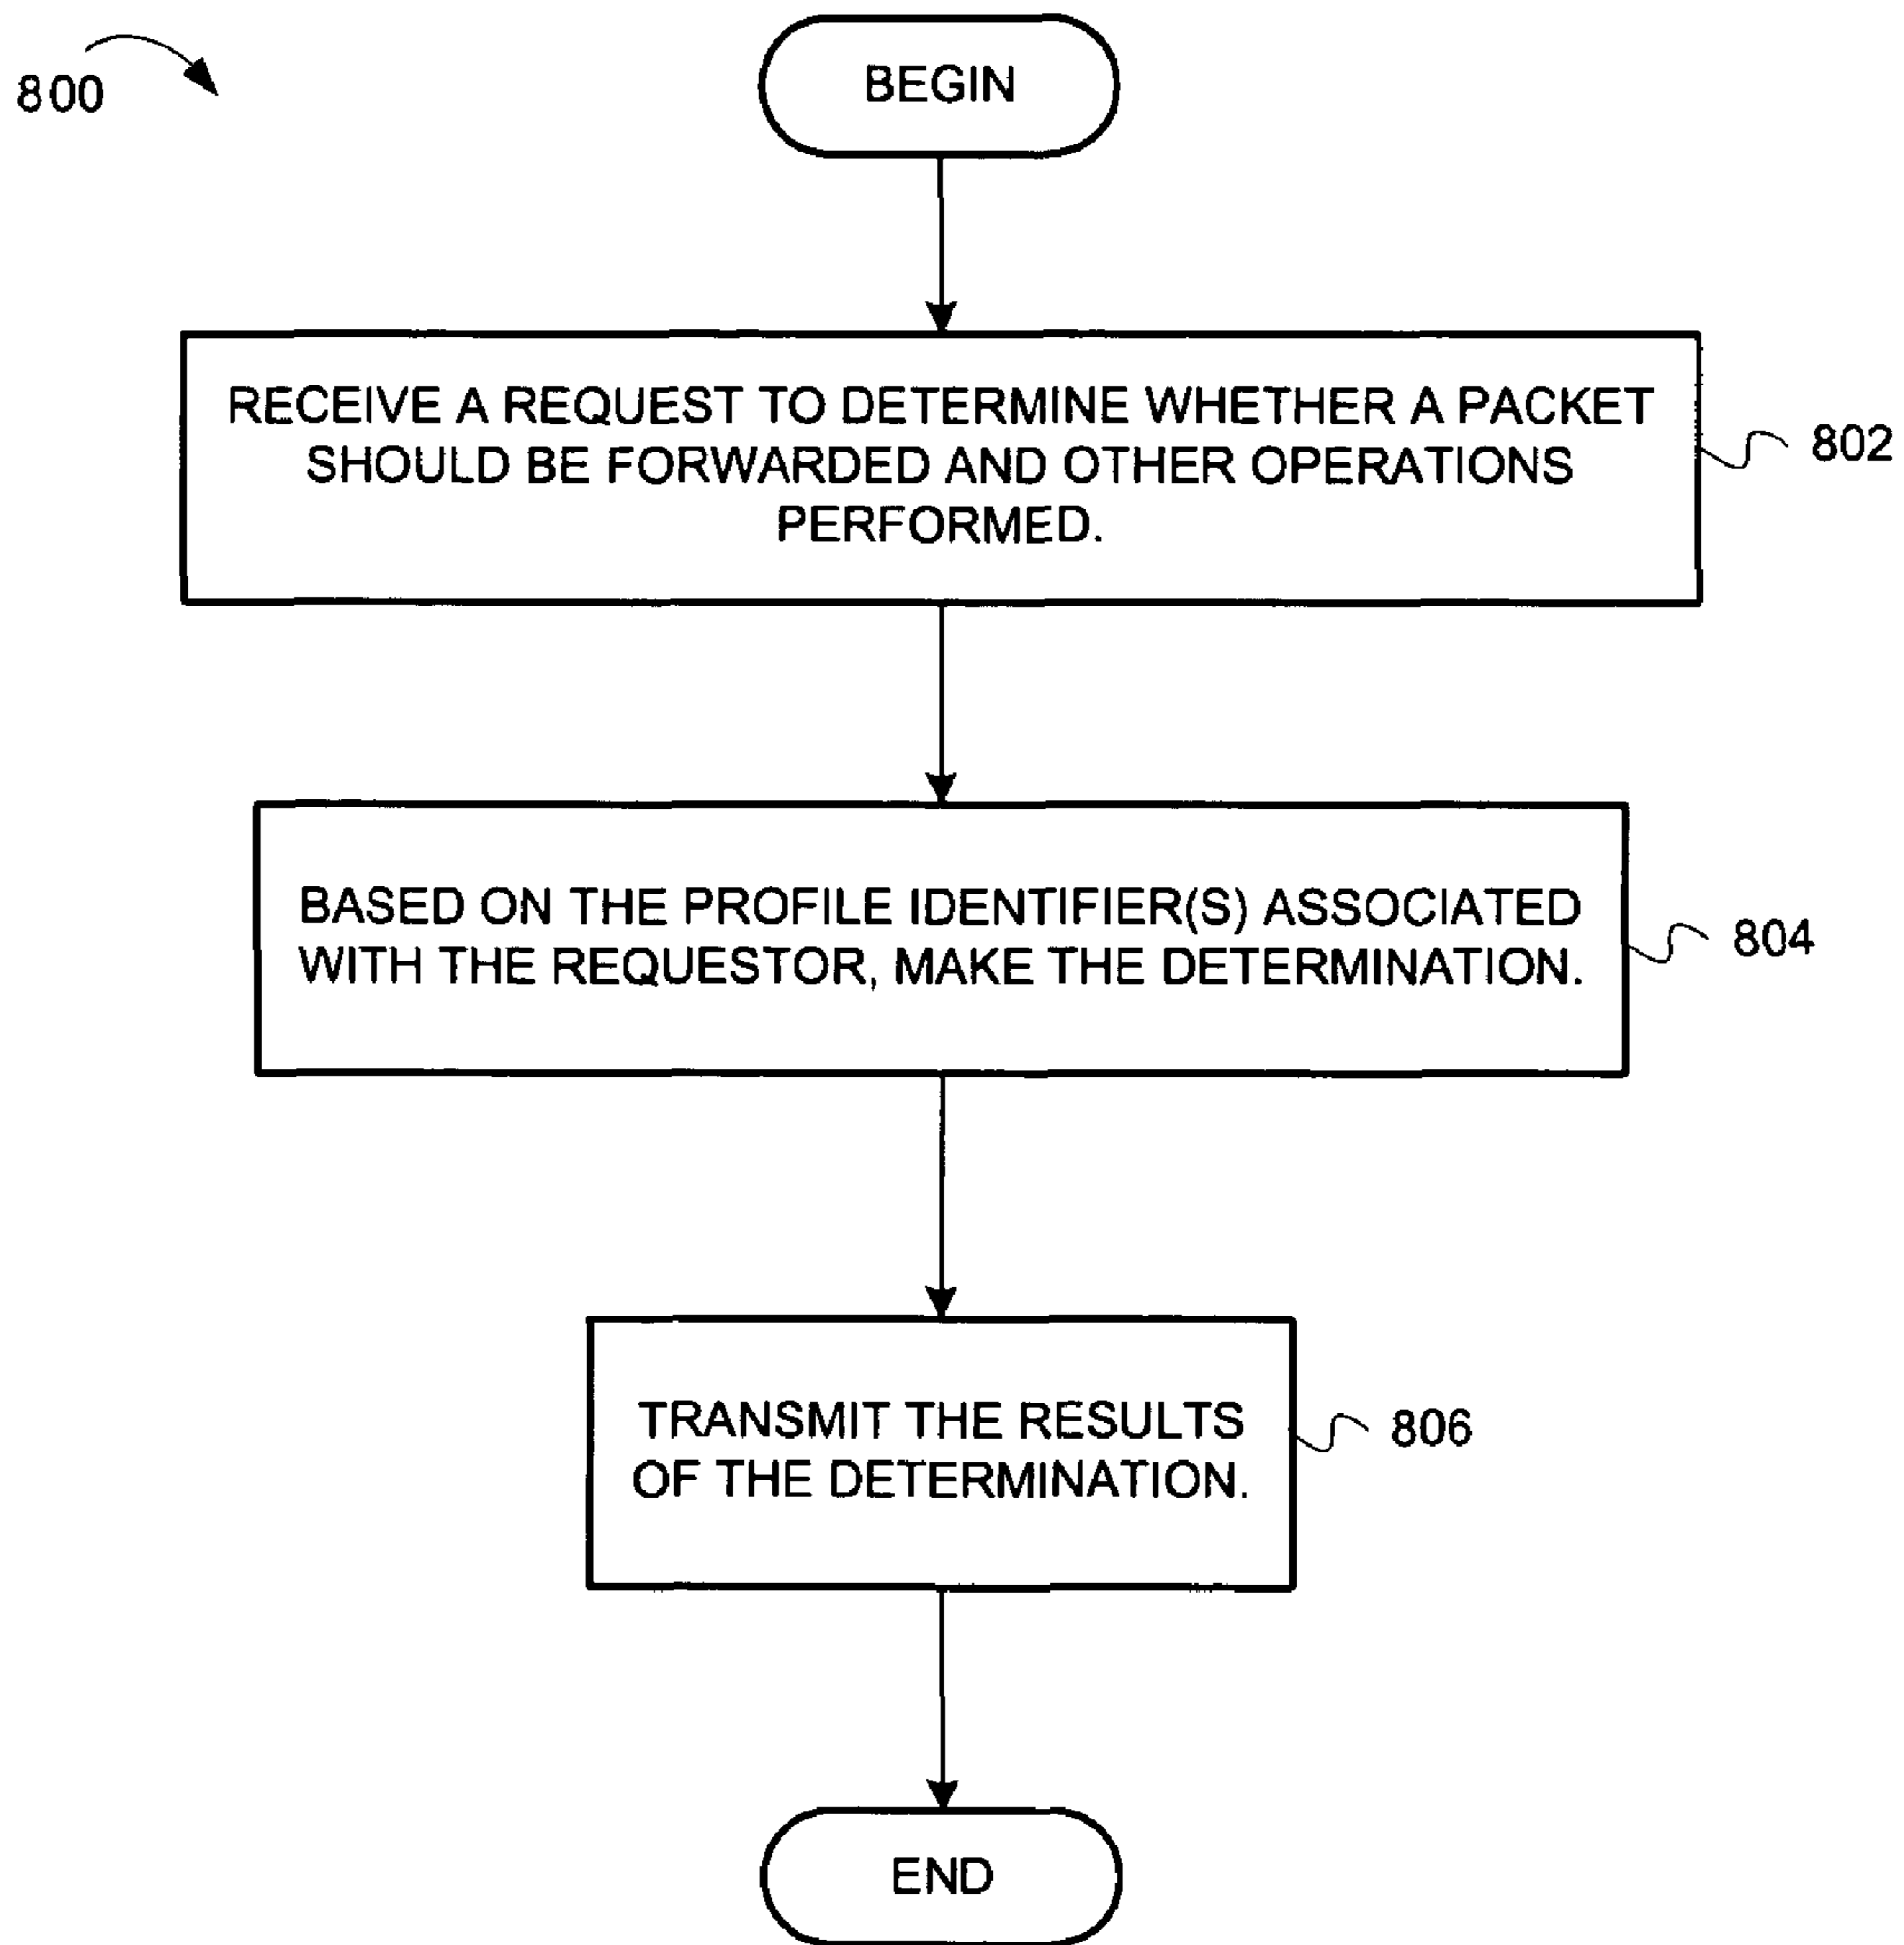 800
BEGIN
RECEIVE A REQUEST TO DETERMINE WHETHER A PACKET
SHOULD BE FORWARDED AND OTHER OPERATIONS
PERFORMED.
802
BASED ON THE PROFILE IDENTIFIER(S) ASSOCIATED
WITH THE REQUESTOR, MAKE THE DETERMINATION.
804
TRANSMIT THE RESULTS
OF THE DETERMINATION.
806
END